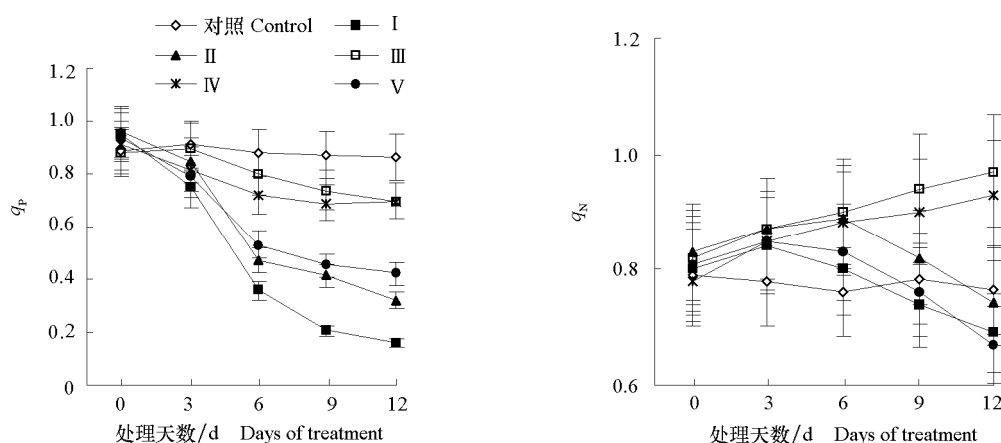 对照 Control Ⅰ
Ⅱ Ⅲ
Ⅳ Ⅴ
1.2
1.0
0.8
0.6
0.4
0.2
0
qP
0 3 6 9 12
处理天数/d Days of treatment
1.2
1.0
0.8
0.6
qN
0 3 6 9 12
处理天数/d Days of treatment